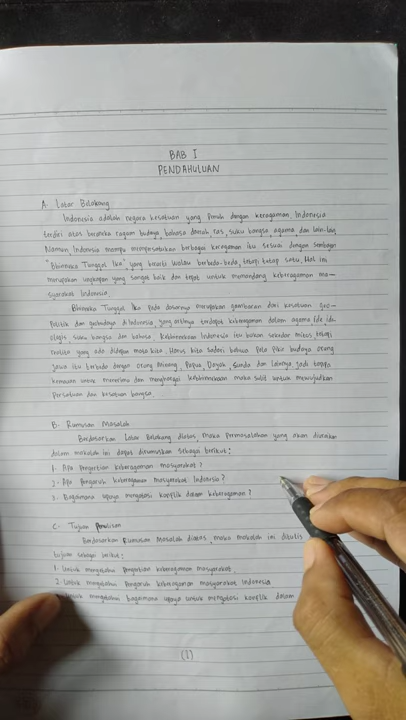 BAB I
PENDAHULUAN
A. Latar Belakang
Indonesia adalah negara kesatuan yang Penuh dengan keragaman, Indonesia
terdiri atas beraneka ragam budaya, bahasa daerah, ras, suku bangsa agama, dan lain-lain
Namun Indonesia mampu menyatukan berbagai keragaman itu sesuai dengan semboyan
"Bhinneka Tunggal Ika" yang berarti walau berbeda-beda, tetapi tetap satu, Hal ini
merupakan ungkapan yang sangat baik dan tepat untuk memandang keberagaman ma-
syarakat Indonesia.
Bhinneka Tunggal Ika pada dasarnya merupakan gambaran dari kesatuan geo-
Politik dan di Indonesia, yang artinya terdapat keberagaman dalam agama, ide ide-
ologis suku bangsa dan bahasa. Kebhinnekaan Indonesia itu bukan sekedar mitos tetapi
realita yang ada didepan mata kita. Harus kita sadari bahwa Pola Pikir budaya orang
Jawa itu berbeda dengan orang minang, Papua, Dayak, Sunda dan lainnya. Jadi tanpa
kemauan untuk menerima dan menghargai kebhinnekaan maka sulit untuk mewujudkan
Persatuan dan kesatuan bangsa.
B. Rumusan Masalah
Berdasarkan Latar Belakang diatas, maka Permasalahan yang akan diuraikan
dalam makalah ini dapat dirumuskan sebagai berikut:
1. Apa Pengertian keberagaman masyarakat?
2. Apa Pengaruh keberagaman masyarakat Indonesia?
3. Bagaimana upaya mengatasi konflik dalam keberagaman?
C. Tujuan Penulisan
Berdasarkan Rumusan Masalah diatas, maka makalah ini ditulis
tujuan sebagai berikut:
1. Untuk mengetahui Pengertian keberagaman masyarakat.
2. Untuk mengetahui Pengaruh keberagaman masyarakat Indonesia
Untuk mengetahui bagaimana upaya untuk mengatasi konflik dalam
(1)